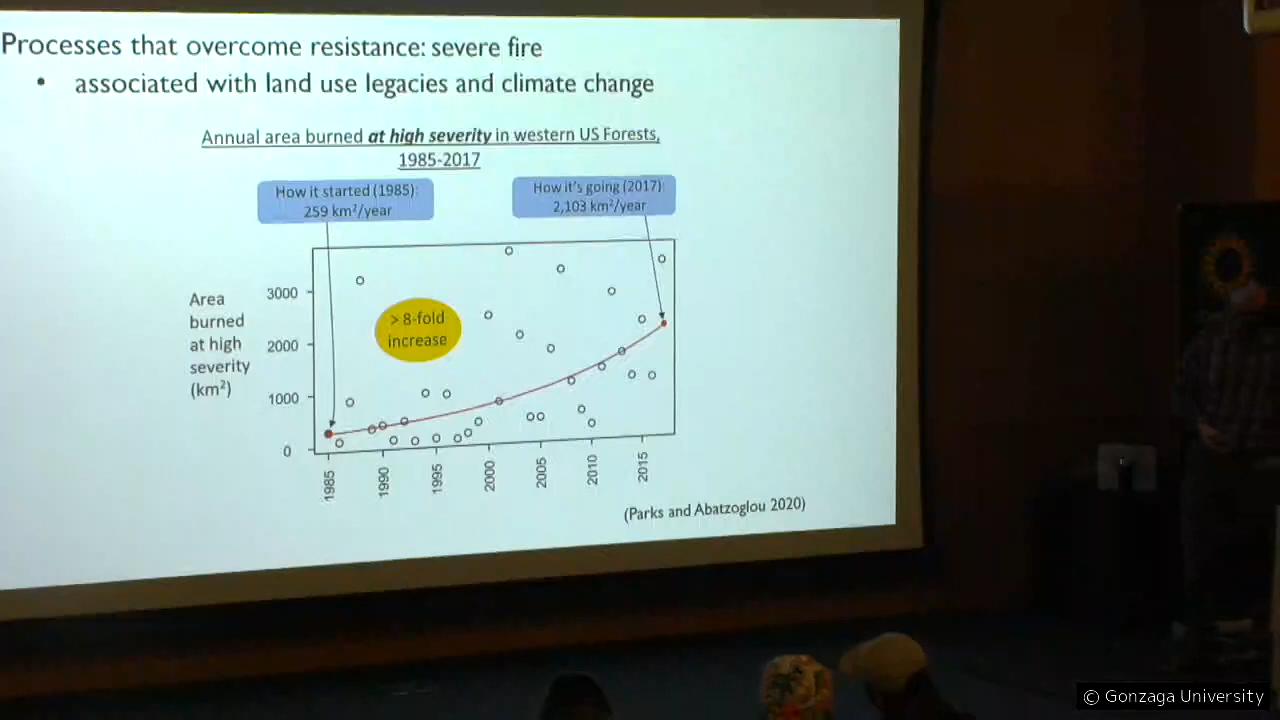 Processes that overcome resistance: severe fire
• associated with land use legacies and climate change
Annual area burned at high severity in western US Forests,
1985-2017
How it started (1985):
259 km²/year
How it's going (2017):
2,103 km²/year
Area
burned
at high
severity
(km²)
> 8-fold
increase
3000
2000
1000
0
1985
1990
1995
2000
2005
2010
2015
(Parks and Abatzoglou 2020)
© Gonzaga University